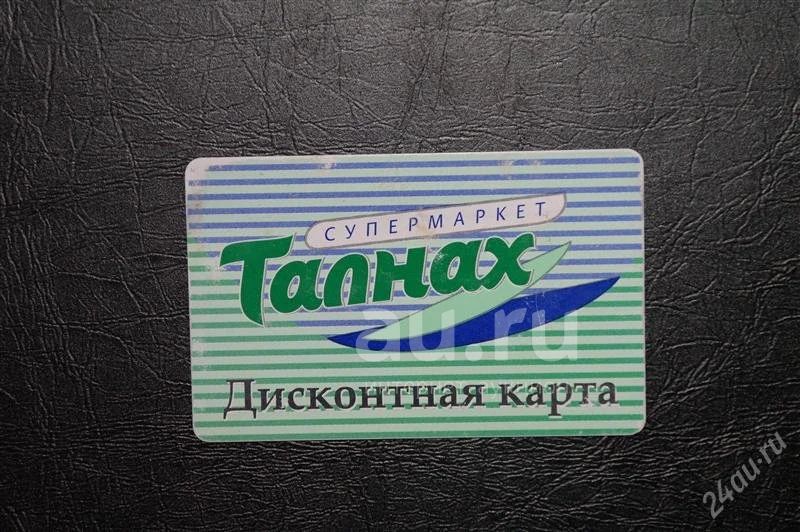 СУПЕРМАРКЕТ
Талнах
au.ru
Дисконтная карта
24au.ru